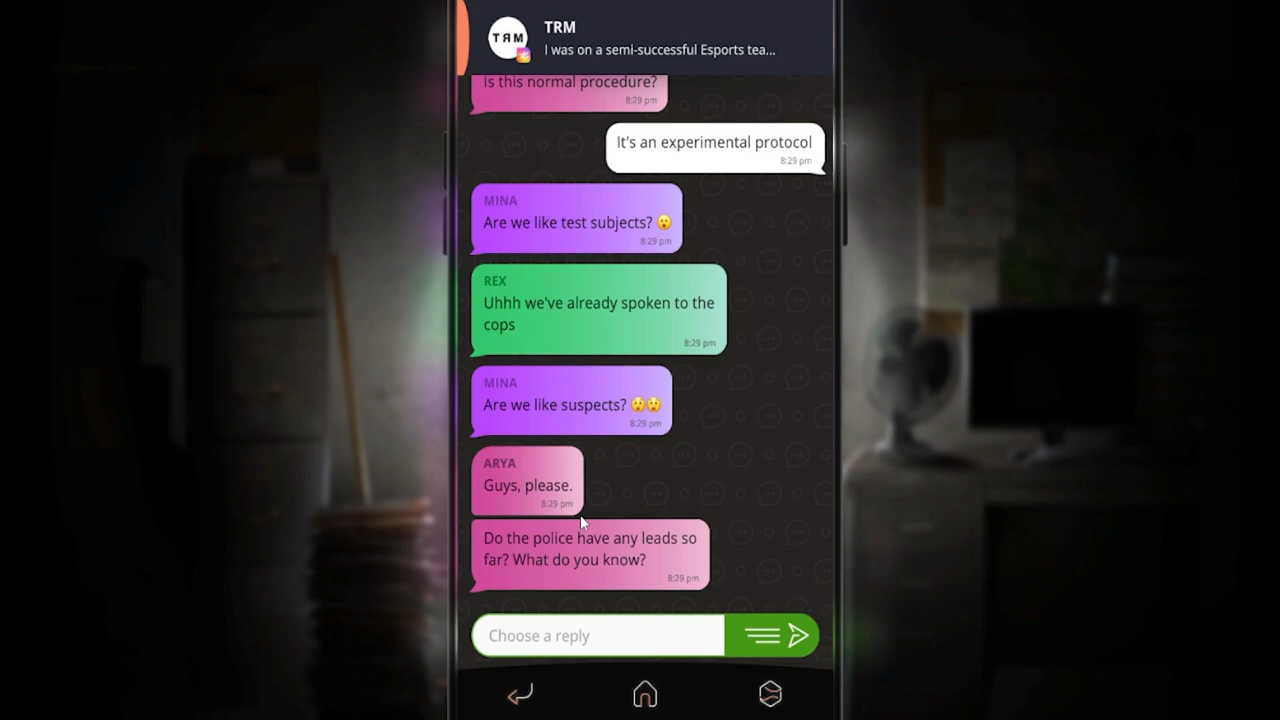 TЯM
TRM
I was on a semi-successful Esports tea...
Is this normal procedure?
8:29 pm
It's an experimental protocol
8:29 pm
MINA
Are we like test subjects? 😮
8:29 pm
REX
Uhhh we've already spoken to the
cops
8:29 pm
MINA
Are we like suspects? 😲😲
8:29 pm
ARYA
Guys, please.
8:29 pm
Do the police have any leads so
far? What do you know?
8:29 pm
Choose a reply